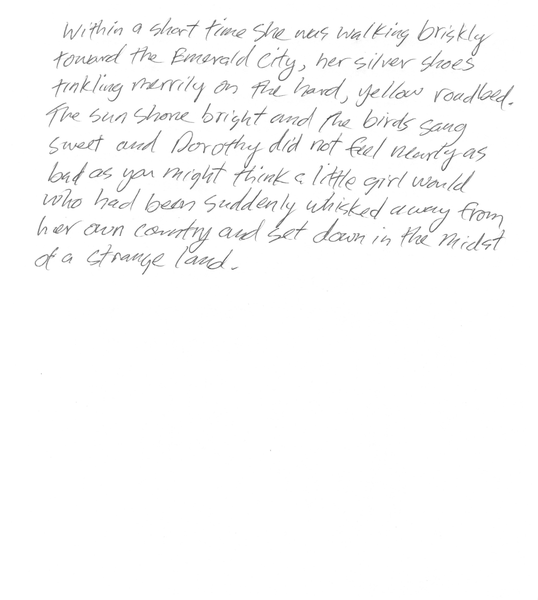 Within a short time she was walking briskly
toward the Emerald City, her silver shoes
tinkling merrily on the hard, yellow roadbed.
The sun shone bright and the birds sang
sweet and Dorothy did not feel nearly as
bad as you might think a little girl would
who had been suddenly whisked away from
her own country and set down in the midst
of a strange land.